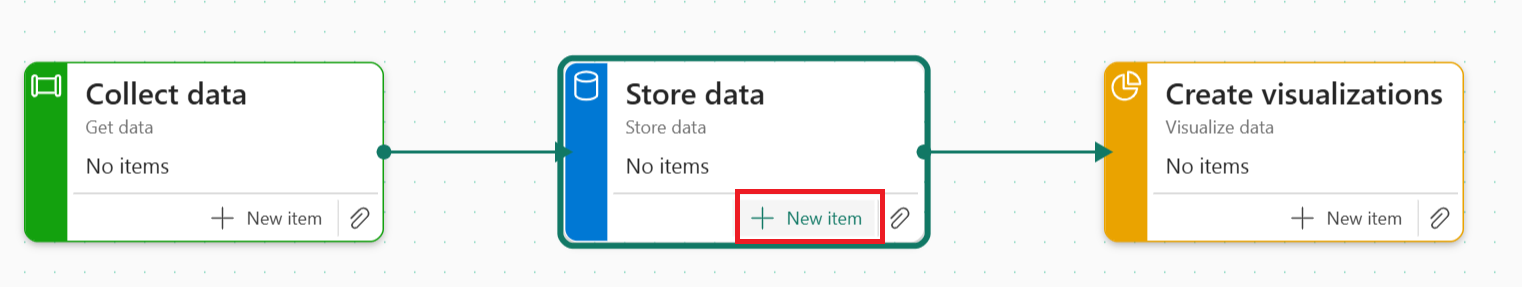 Collect data
Get data
No items
New item
Store data
Store data
No items
New item
Create visualizations
Visualize data
No items
New item